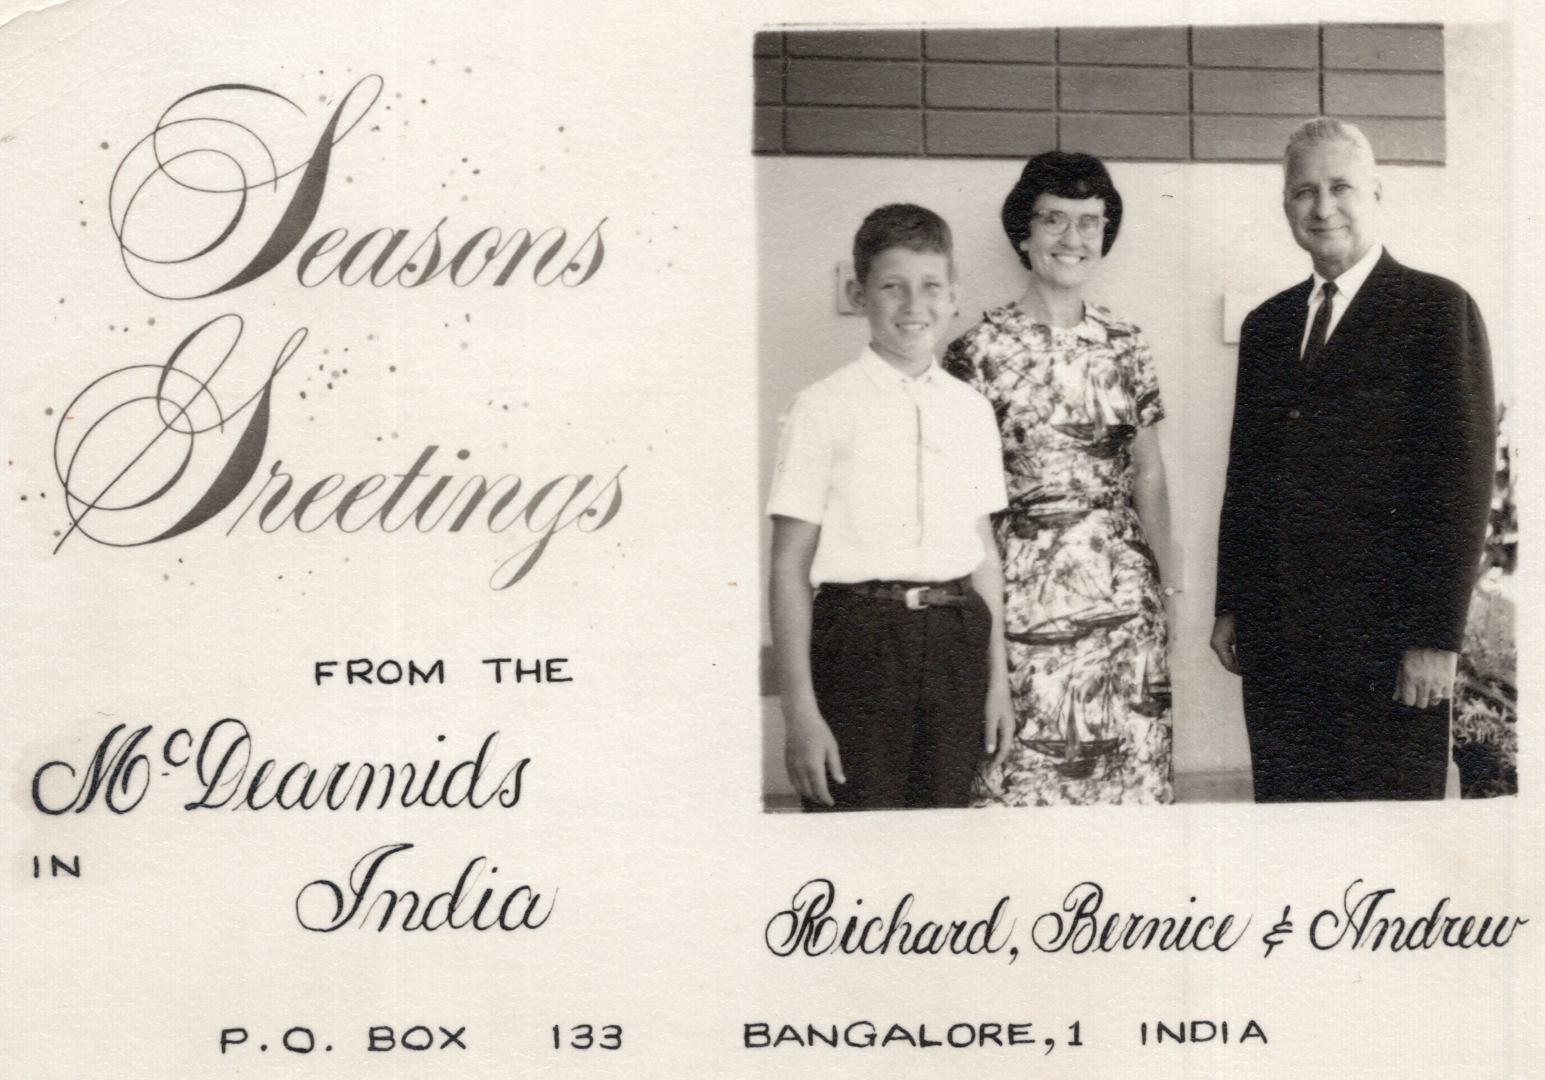 Seasons
Greetings
FROM THE
McDearmids
IN
India
Richard, Bernice & Andrew
P.O. BOX 133 BANGALORE, 1 INDIA